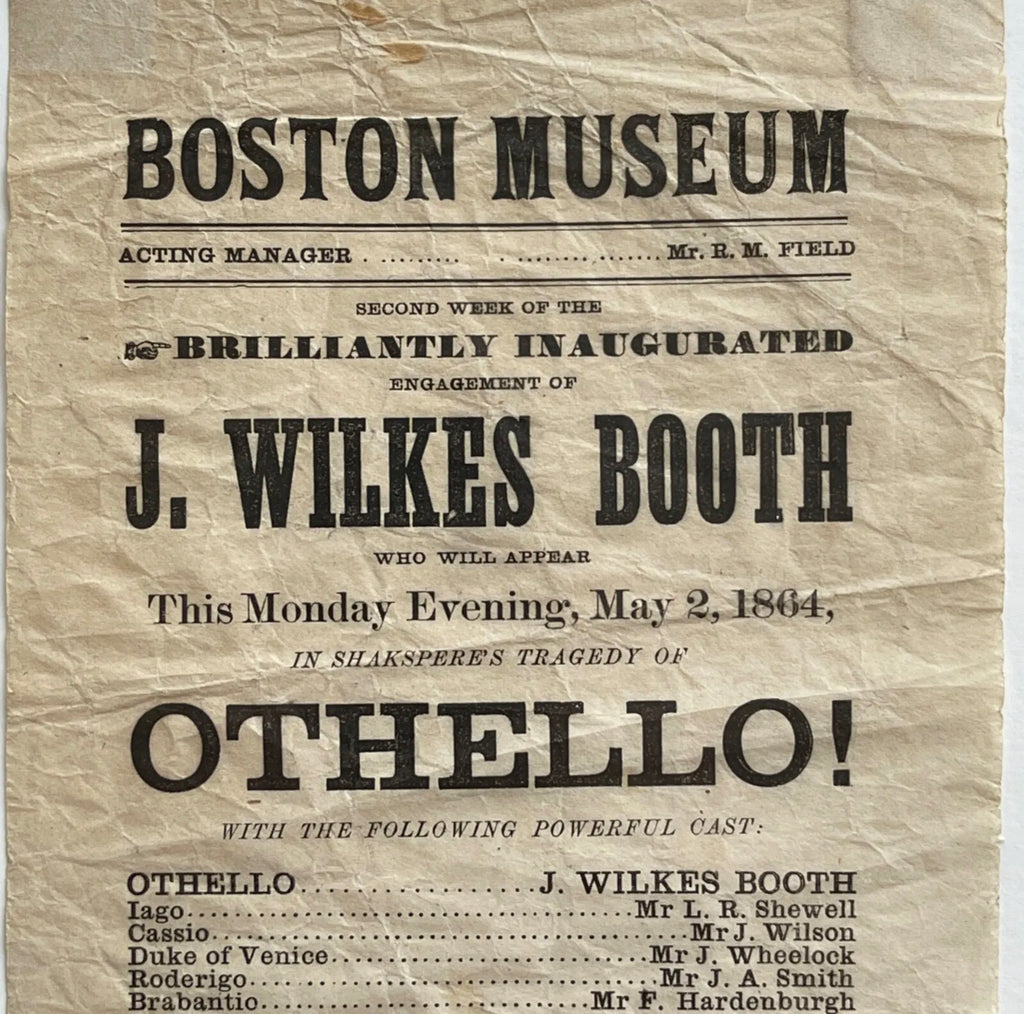 BOSTON MUSEUM
ACTING MANAGER . ......... . .............. Mr. R. M. FIELD
SECOND WEEK OF THE
☞BRILLIANTLY INAUGURATED
ENGAGEMENT OF
J. WILKES BOOTH
WHO WILL APPEAR
This Monday Evening, May 2, 1864,
IN SHAKSPERE'S TRAGEDY OF
OTHELLO!
WITH THE FOLLOWING POWERFUL CAST:
OTHELLO..................J. WILKES BOOTH
Iago....................................Mr L. R. Shewell
Cassio.......................................Mr J. Wilson
Duke of Venice..........................Mr J. Wheelock
Roderigo..................................Mr J. A. Smith
Brabantio...........................Mr F. Hardenburgh